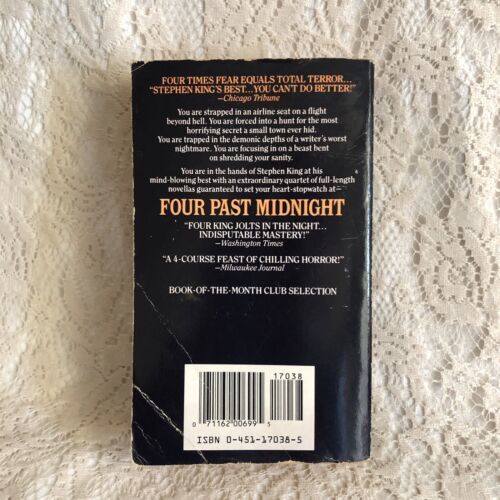 FOUR TIMES FEAR EQUALS TOTAL TERROR...
"STEPHEN KING'S BEST...YOU CAN'T DO BETTER!"
—Chicago Tribune
You are strapped in an airline seat on a flight
beyond hell. You are forced into a hunt for the most
horrifying secret a small town ever hid.
You are trapped in the demonic depths of a writer's worst
nightmare. You are focusing in on a beast bent
on shredding your sanity.
You are in the hands of Stephen King at his
mind-blowing best with an extraordinary quartet of full-length
novellas guaranteed to set your heart-stopwatch at—
FOUR PAST MIDNIGHT
"FOUR KING JOLTS IN THE NIGHT...
INDISPUTABLE MASTERY!"
—Washington Times
"A 4-COURSE FEAST OF CHILLING HORROR!"
—Milwaukee Journal
BOOK-OF-THE-MONTH CLUB SELECTION
17038
0 71162 00699 5
ISBN 0-451-17038-5